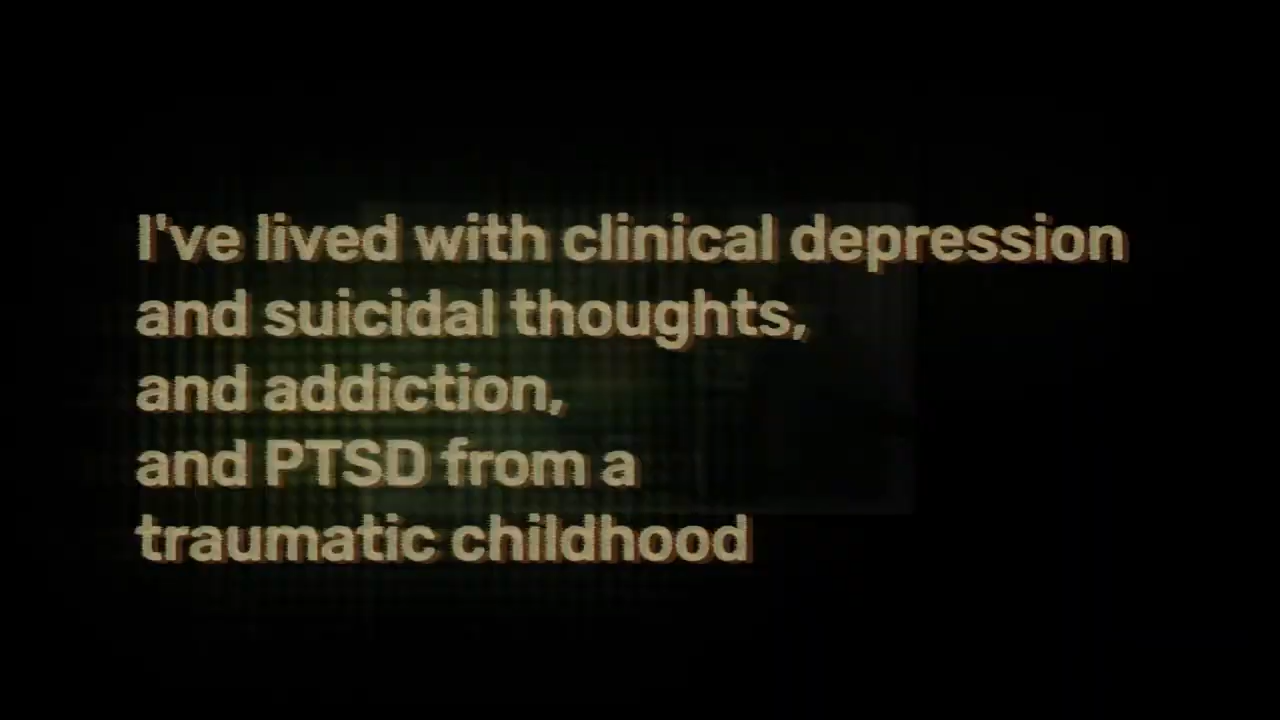 I've lived with clinical depression
and suicidal thoughts,
and addiction,
and PTSD from a
traumatic childhood